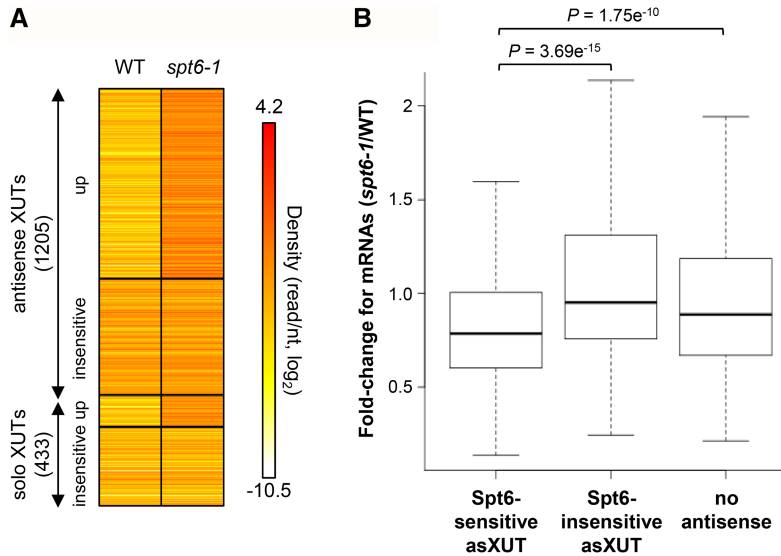 A
WT spt6-1
antisense XUTs
(1205)
up
insensitive
solo XUTs
(433)
up
insensitive
4.2
Density (read/nt, log2)
-10.5
B
P = 1.75e-10
P = 3.69e-15
Fold-change for mRNAs (spt6-1/WT)
2
1.5
1.0
0.5
Spt6-
sensitive
asXUT
Spt6-
insensitive
asXUT
no
antisense